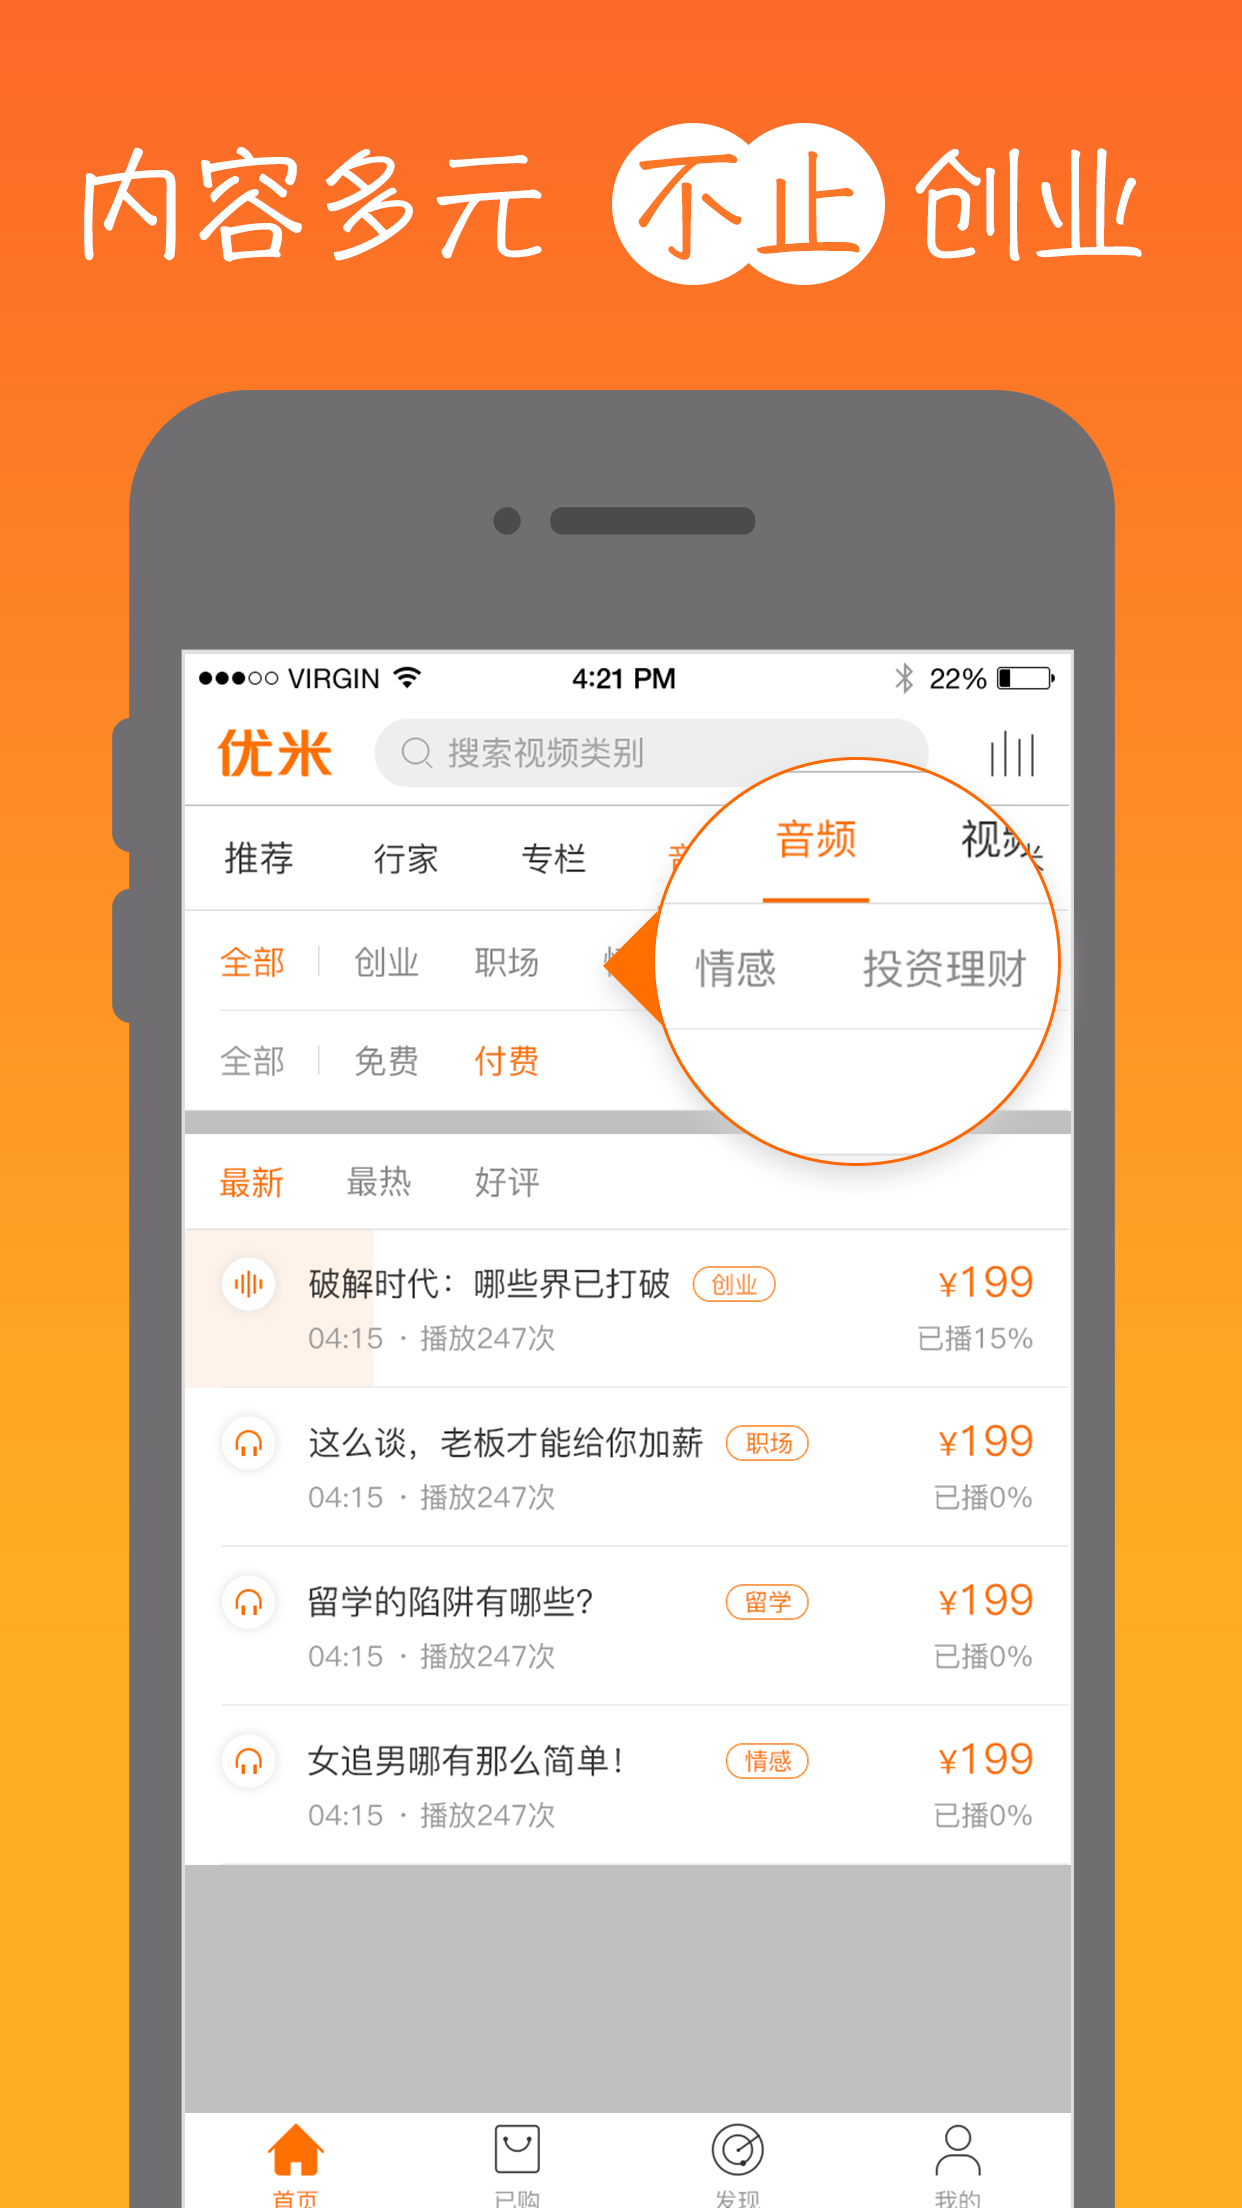 内容多元 不止 创业
VIRGIN 4:21 PM 22%
优米 搜索视频类别
推荐 行家 专栏 音频 视频
全部 创业 职场 情感 投资理财
全部 免费 付费
最新 最热 好评
破解时代：哪些界已打破 创业 ¥199
04:15 · 播放247次 已播15%
这么谈，老板才能给你加薪 职场 ¥199
04:15 · 播放247次 已播0%
留学的陷阱有哪些? 留学 ¥199
04:15 · 播放247次 已播0%
女追男哪有那么简单！ 情感 ¥199
04:15 · 播放247次 已播0%
首页 已购 发现 我的